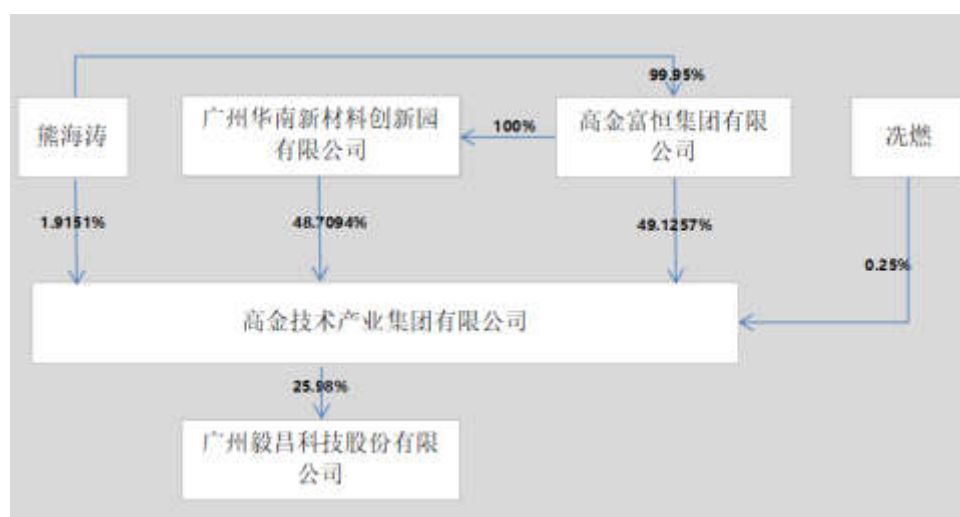 99.95%
熊海涛
广州华南新材料创新园
有限公司
100%
高金富恒集团有限
公司
冼燃
1.9151%
48.7094%
49.1257%
0.25%
高金技术产业集团有限公司
25.98%
广州毅昌科技股份有限
公司